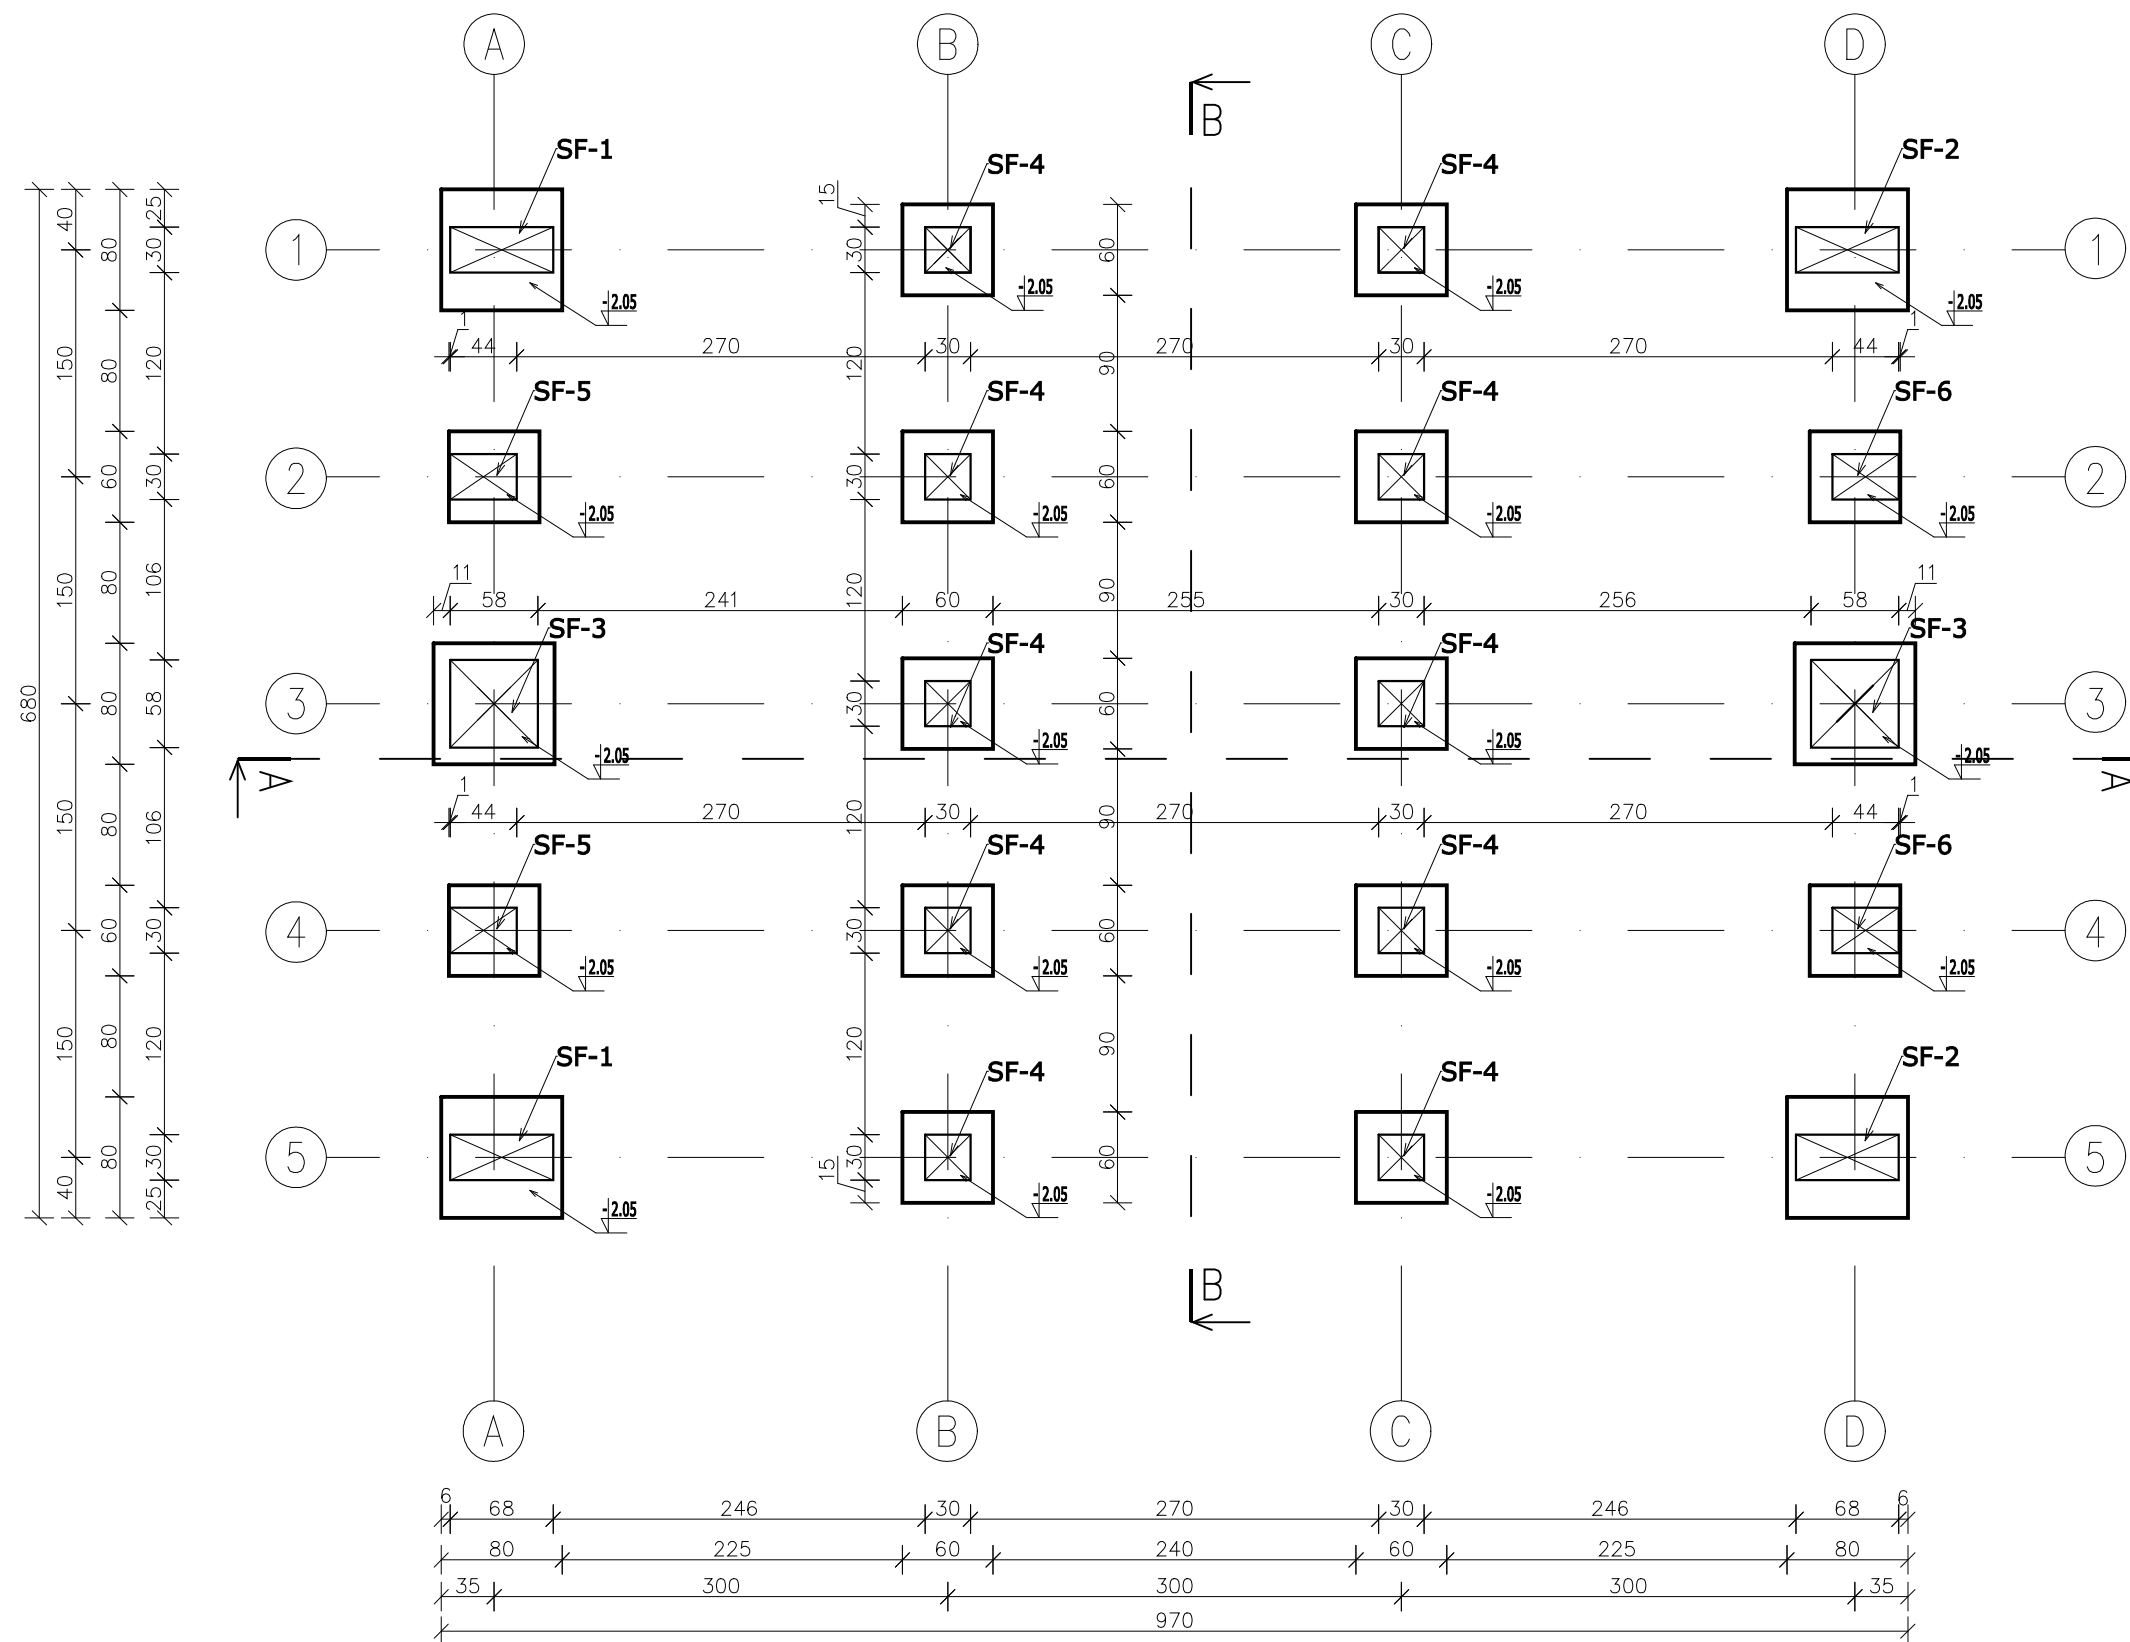 A B C D
B
SF-1 SF-4 SF-4 SF-2
40 80 25 30 1 15 30 60 1
-2.05 -2.05 -2.05 -2.05
1 44 270 30 270 30 270 44 1
150 80 120 120 90
SF-5 SF-4 SF-4 SF-6
2 60 30 30 60 2
-2.05 -2.05 -2.05 -2.05
150 80 106 120 90
11 58 241 60 255 30 256 58 11
SF-3 SF-4 SF-4 SF-3
680 80 58 3 30 60 3
-2.05 -2.05 -2.05 -2.05
A A
1 44 270 30 270 30 270 44 1
150 80 106 120 90
SF-5 SF-4 SF-4 SF-6
60 30 4 30 60 4
-2.05 -2.05 -2.05 -2.05
150 80 120 120 90
SF-1 SF-4 SF-4 SF-2
40 80 30 25 5 30 15 60 5
-2.05 -2.05 -2.05
B
A B C D
6 68 246 30 270 30 246 68 6
80 225 60 240 60 225 80
35 300 300 300 35
970